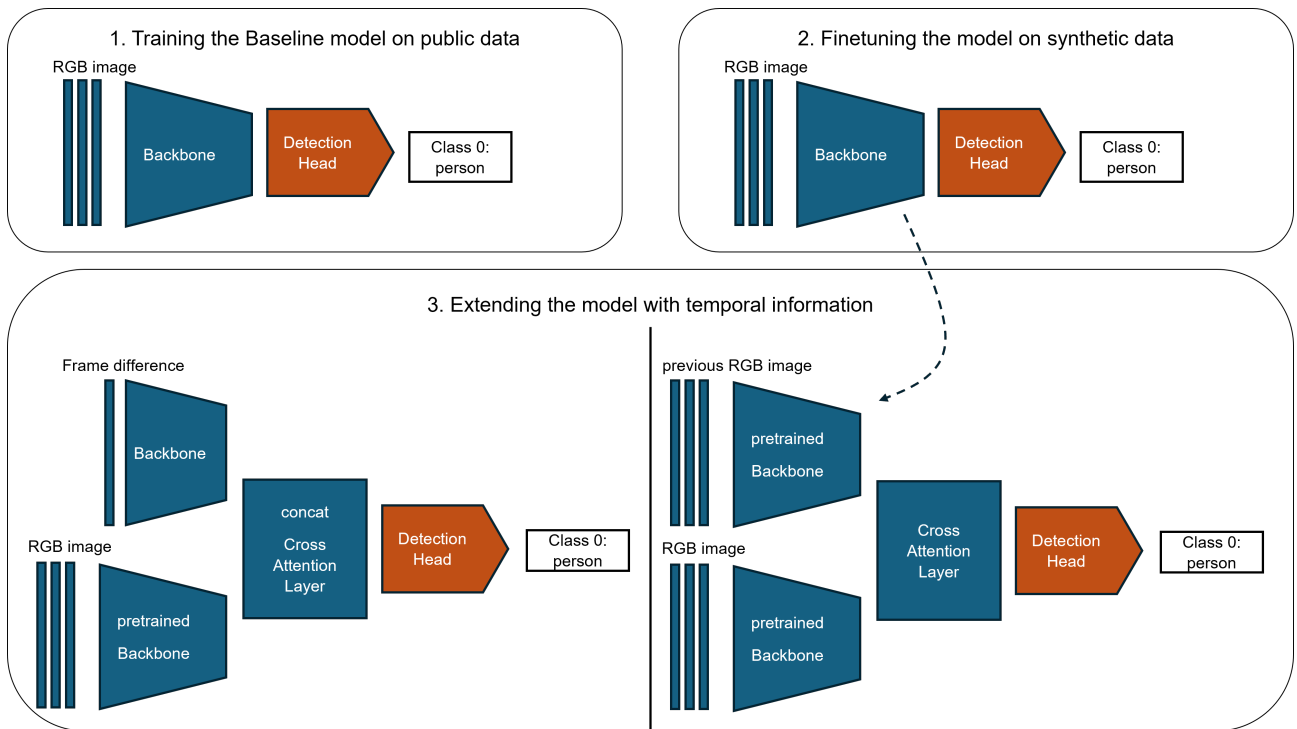 1. Training the Baseline model on public data
RGB image
Backbone
Detection
Head
Class 0:
person
2. Finetuning the model on synthetic data
RGB image
Backbone
Detection
Head
Class 0:
person
3. Extending the model with temporal information
Frame difference
Backbone
RGB image
pretrained
Backbone
concat
Cross
Attention
Layer
Detection
Head
Class 0:
person
previous RGB image
pretrained
Backbone
RGB image
pretrained
Backbone
Cross
Attention
Layer
Detection
Head
Class 0:
person